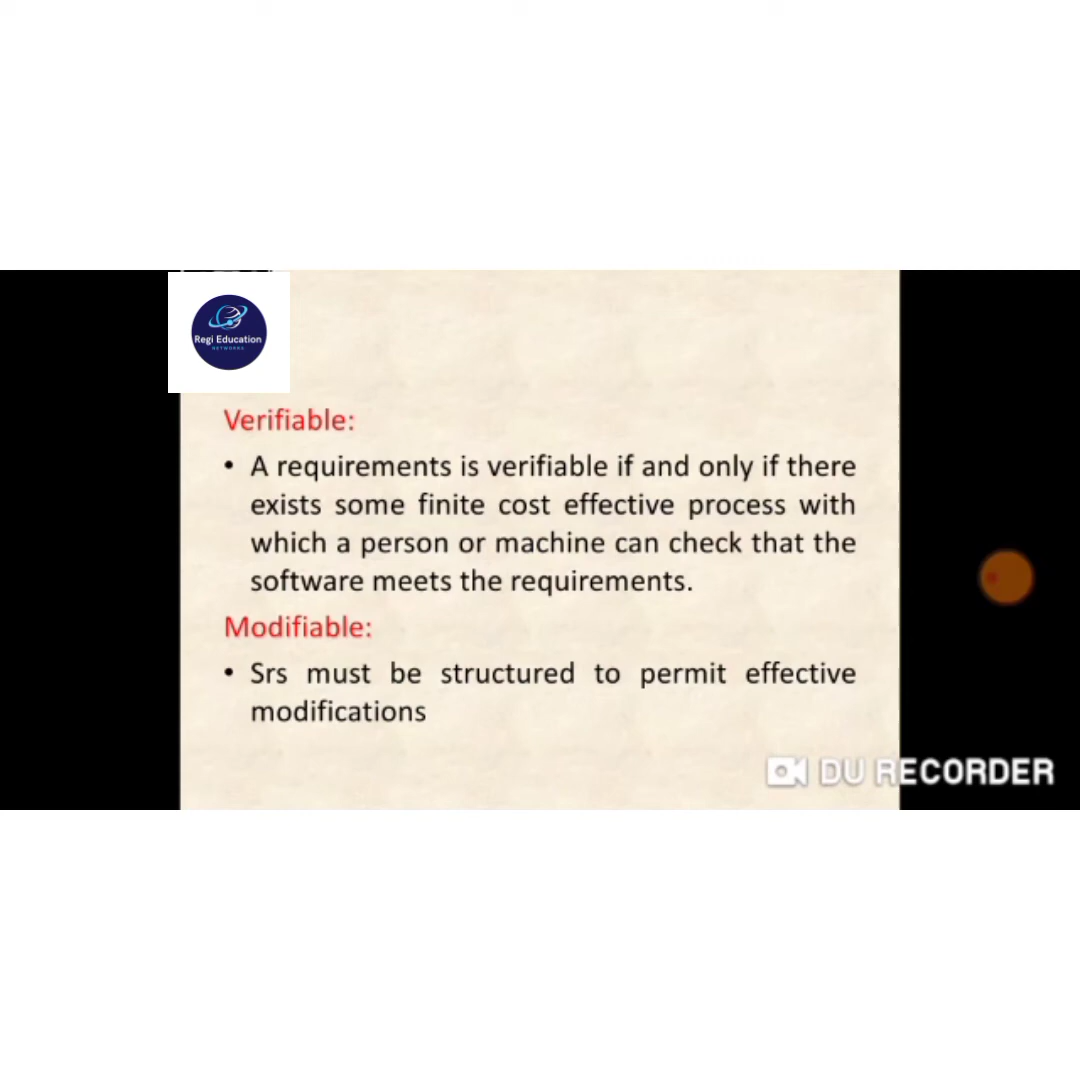 Regi Education
NETWORKS
Verifiable:
• A requirements is verifiable if and only if there
exists some finite cost effective process with
which a person or machine can check that the
software meets the requirements.
Modifiable:
• Srs must be structured to permit effective
modifications
DU RECORDER